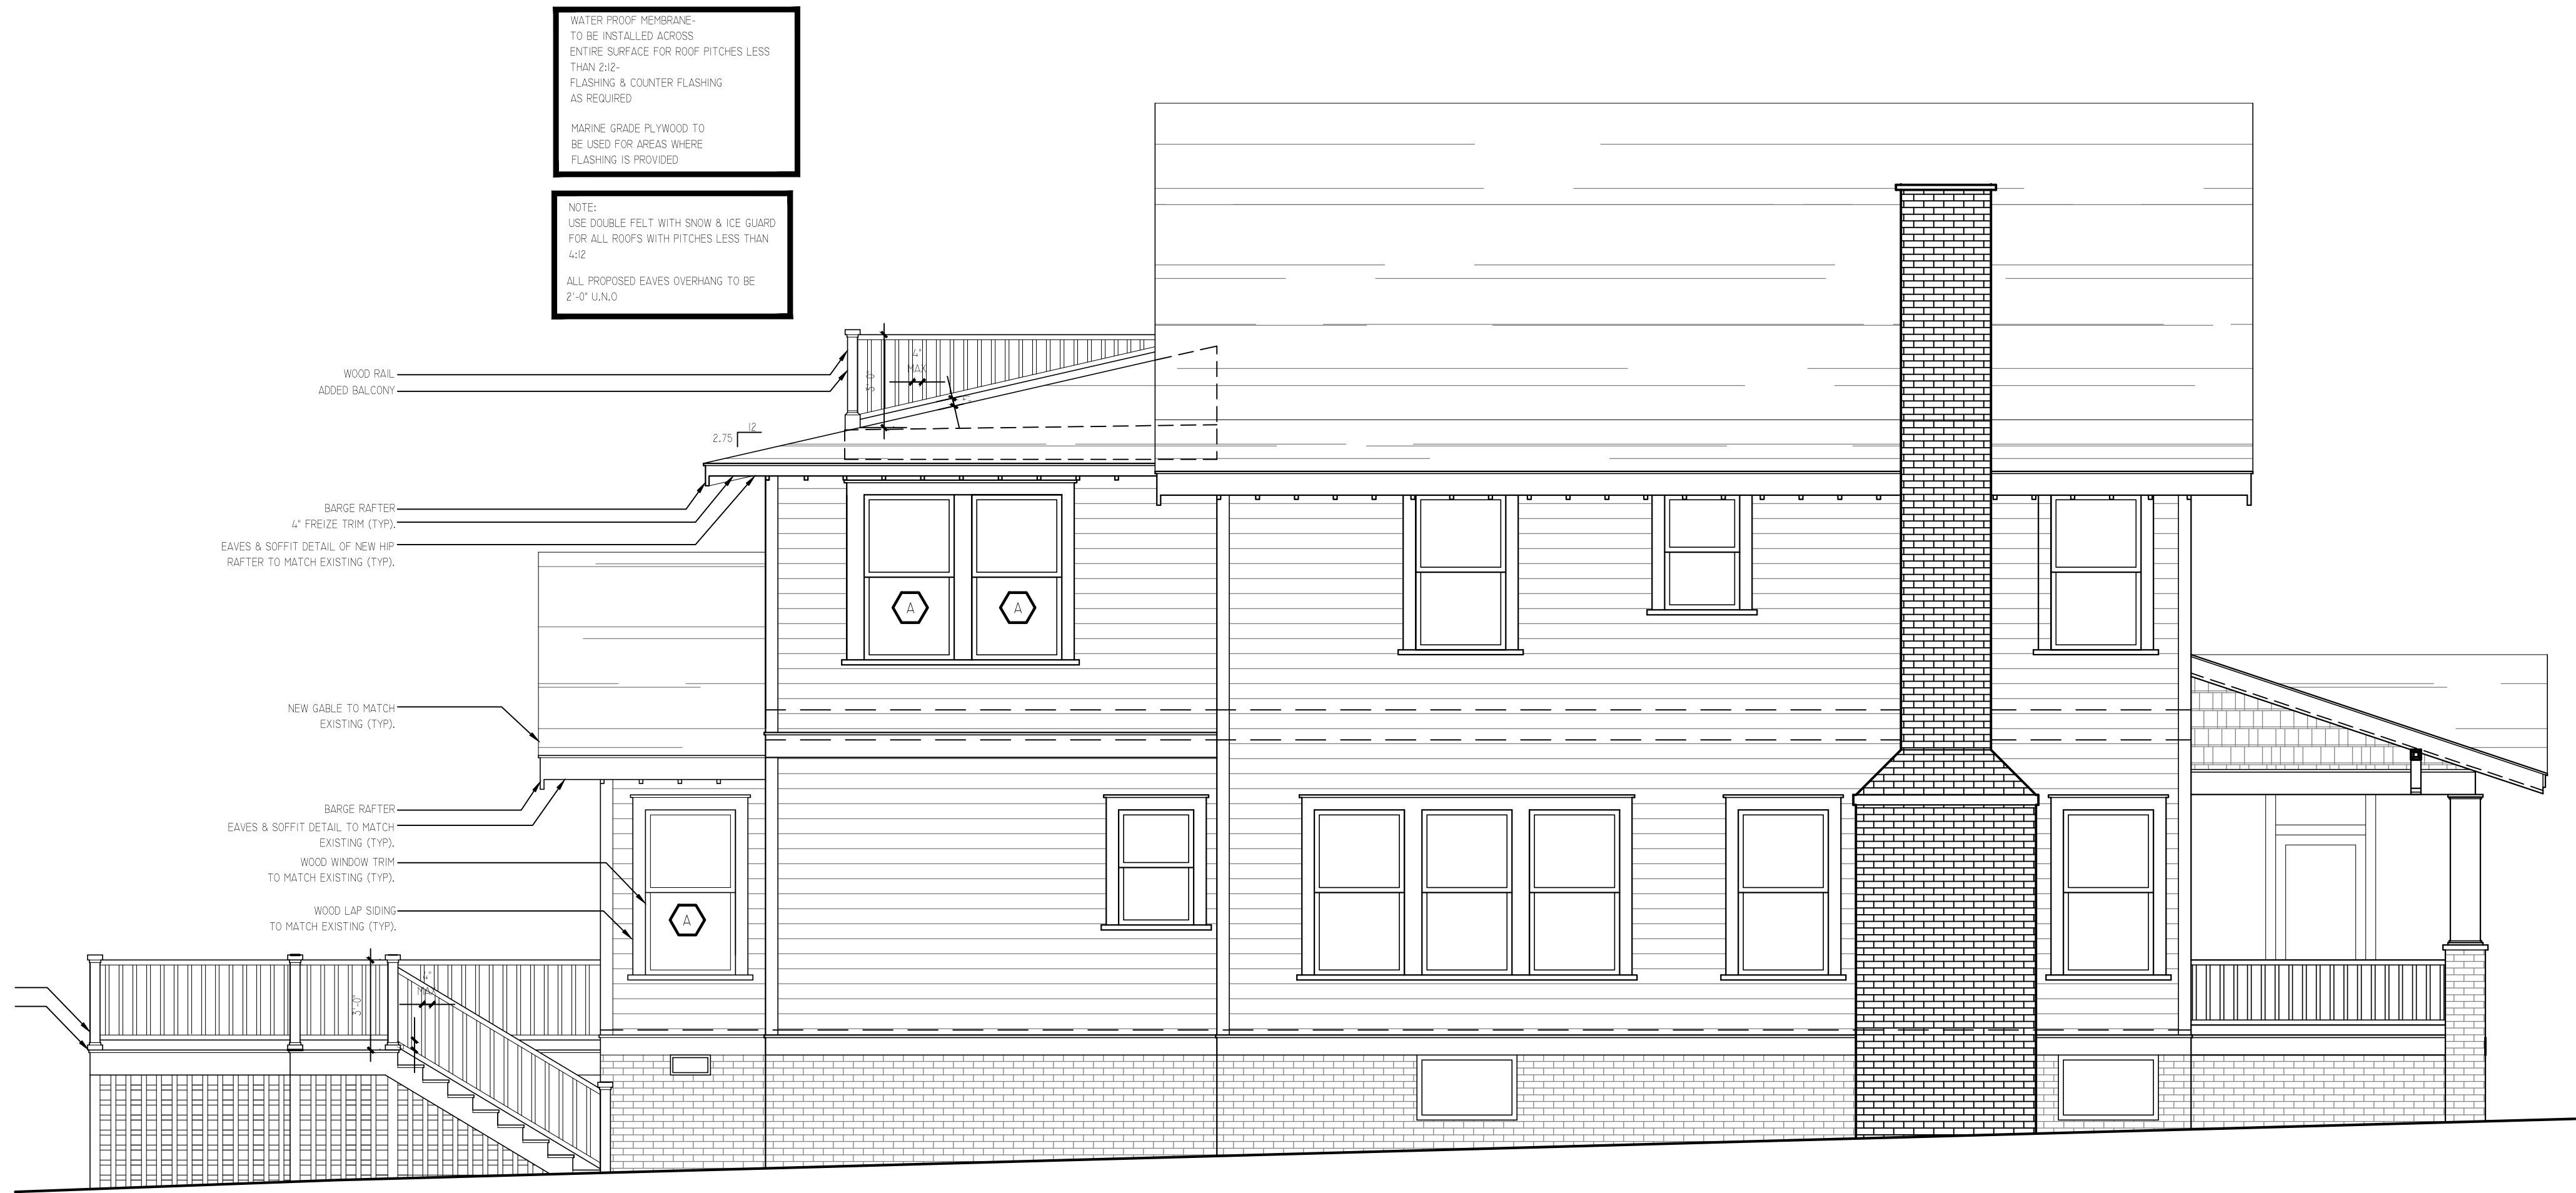 WATER PROOF MEMBRANE-
TO BE INSTALLED ACROSS
ENTIRE SURFACE FOR ROOF PITCHES LESS
THAN 2:12-
FLASHING & COUNTER FLASHING
AS REQUIRED
MARINE GRADE PLYWOOD TO
BE USED FOR AREAS WHERE
FLASHING IS PROVIDED
NOTE:
USE DOUBLE FELT WITH SNOW & ICE GUARD
FOR ALL ROOFS WITH PITCHES LESS THAN
4:12
ALL PROPOSED EAVES OVERHANG TO BE
2'-0" U.N.O
WOOD RAIL
ADDED BALCONY
4"
MAX
3'-0"
12
2.75
BARGE RAFTER
4" FREIZE TRIM (TYP).
EAVES & SOFFIT DETAIL OF NEW HIP
RAFTER TO MATCH EXISTING (TYP).
A
A
NEW GABLE TO MATCH
EXISTING (TYP).
BARGE RAFTER
EAVES & SOFFIT DETAIL TO MATCH
EXISTING (TYP).
WOOD WINDOW TRIM
TO MATCH EXISTING (TYP).
WOOD LAP SIDING
TO MATCH EXISTING (TYP).
A
4"
MAX
3'-0"